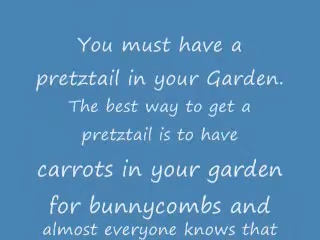 You must have a
pretztail in your Garden.
The best way to get a
pretztail is to have
carrots in your garden
for bunnycombs and
almost everyone knows that